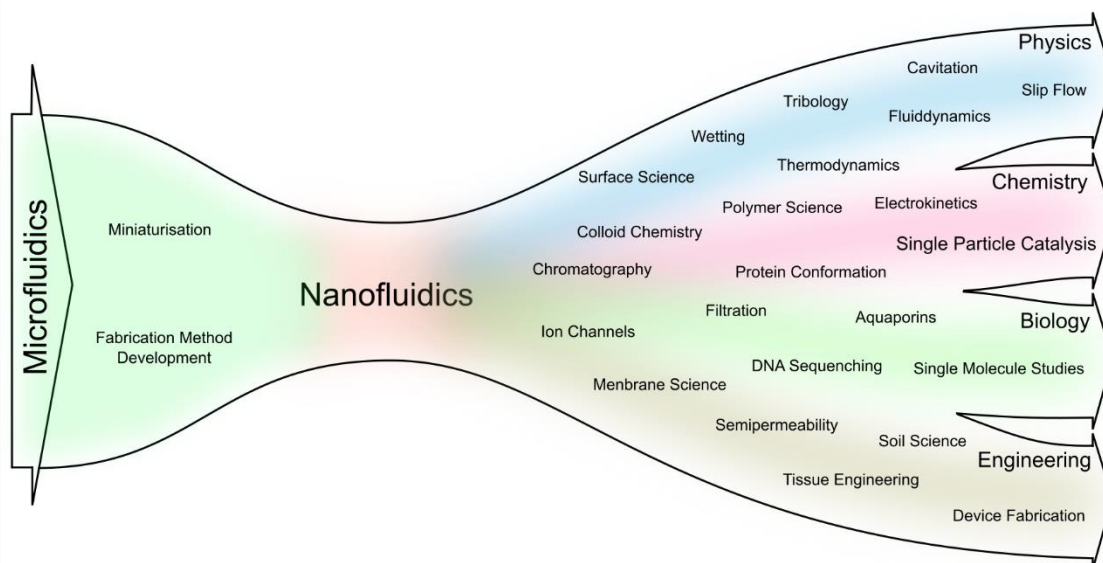 Microfluidics
Miniaturisation
Fabrication Method
Development
Nanofluidics
Physics
Cavitation
Slip Flow
Tribology
Fluiddynamics
Wetting
Thermodynamics
Surface Science
Chemistry
Polymer Science
Electrokinetics
Colloid Chemistry
Single Particle Catalysis
Chromatography
Protein Conformation
Filtration
Aquaporins
Biology
Ion Channels
DNA Sequenching
Single Molecule Studies
Menbrane Science
Semipermeability
Soil Science
Engineering
Tissue Engineering
Device Fabrication